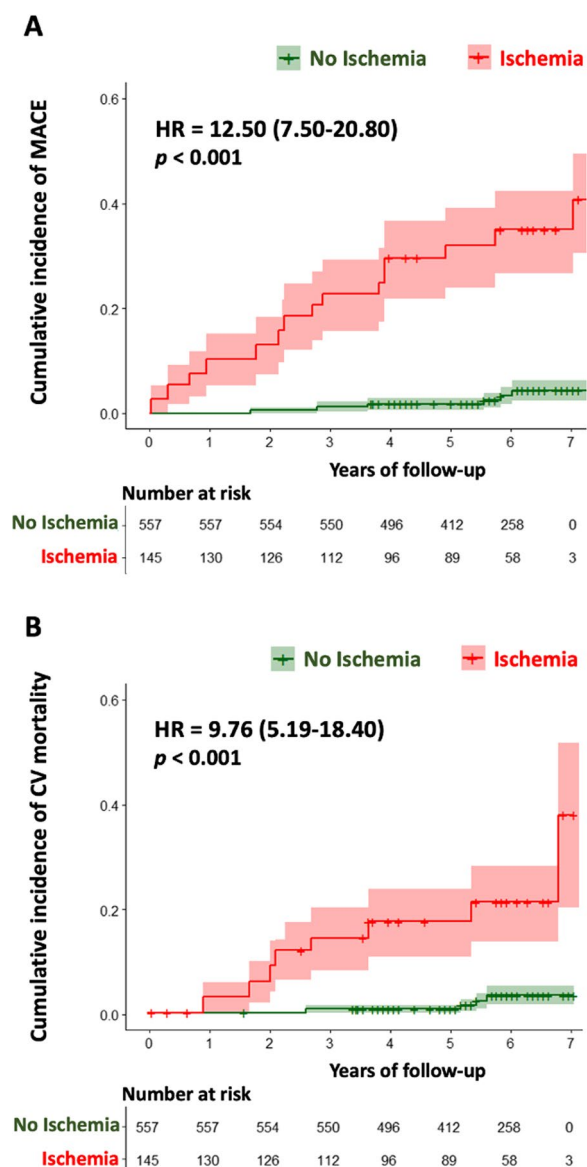 A
No Ischemia Ischemia
Cumulative incidence of MACE
0.6
HR = 12.50 (7.50-20.80)
p < 0.001
0.4
0.2
0.0
0 1 2 3 4 5 6 7
Years of follow-up
Number at risk
No Ischemia 557 557 554 550 496 412 258 0
Ischemia 145 130 126 112 96 89 58 3
B
No Ischemia Ischemia
Cumulative incidence of CV mortality
0.6
HR = 9.76 (5.19-18.40)
p < 0.001
0.4
0.2
0.0
0 1 2 3 4 5 6 7
Years of follow-up
Number at risk
No Ischemia 557 557 554 550 496 412 258 0
Ischemia 145 130 126 112 96 89 58 3